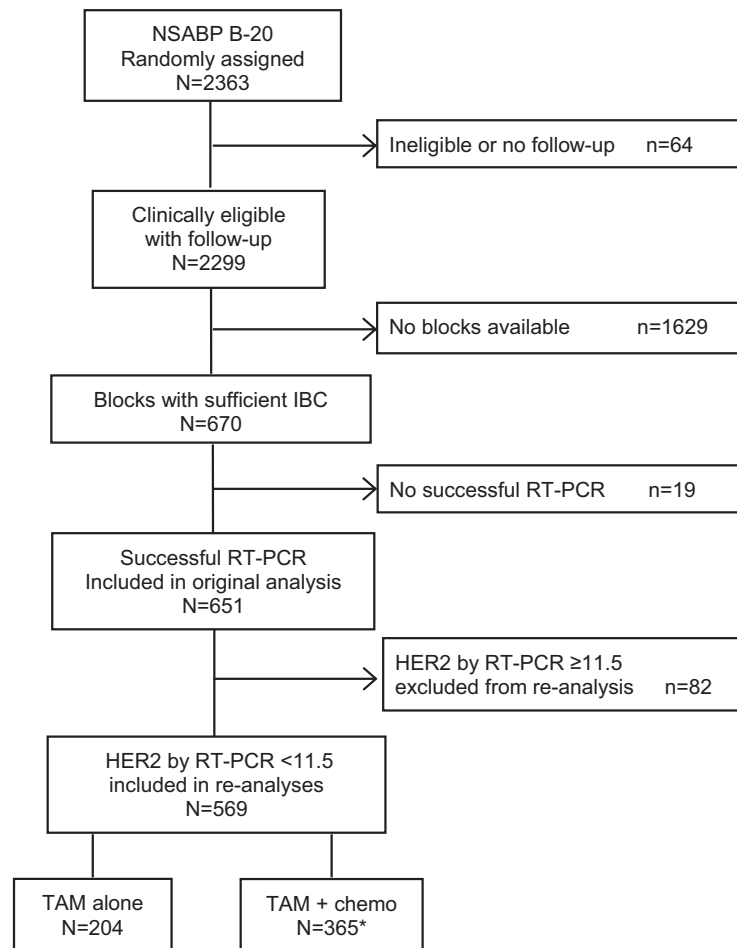 NSABP B-20
Randomly assigned
N=2363
Ineligible or no follow-up n=64
Clinically eligible
with follow-up
N=2299
No blocks available n=1629
Blocks with sufficient IBC
N=670
No successful RT-PCR n=19
Successful RT-PCR
Included in original analysis
N=651
HER2 by RT-PCR ≥11.5
excluded from re-analysis n=82
HER2 by RT-PCR <11.5
included in re-analyses
N=569
TAM alone
N=204
TAM + chemo
N=365*